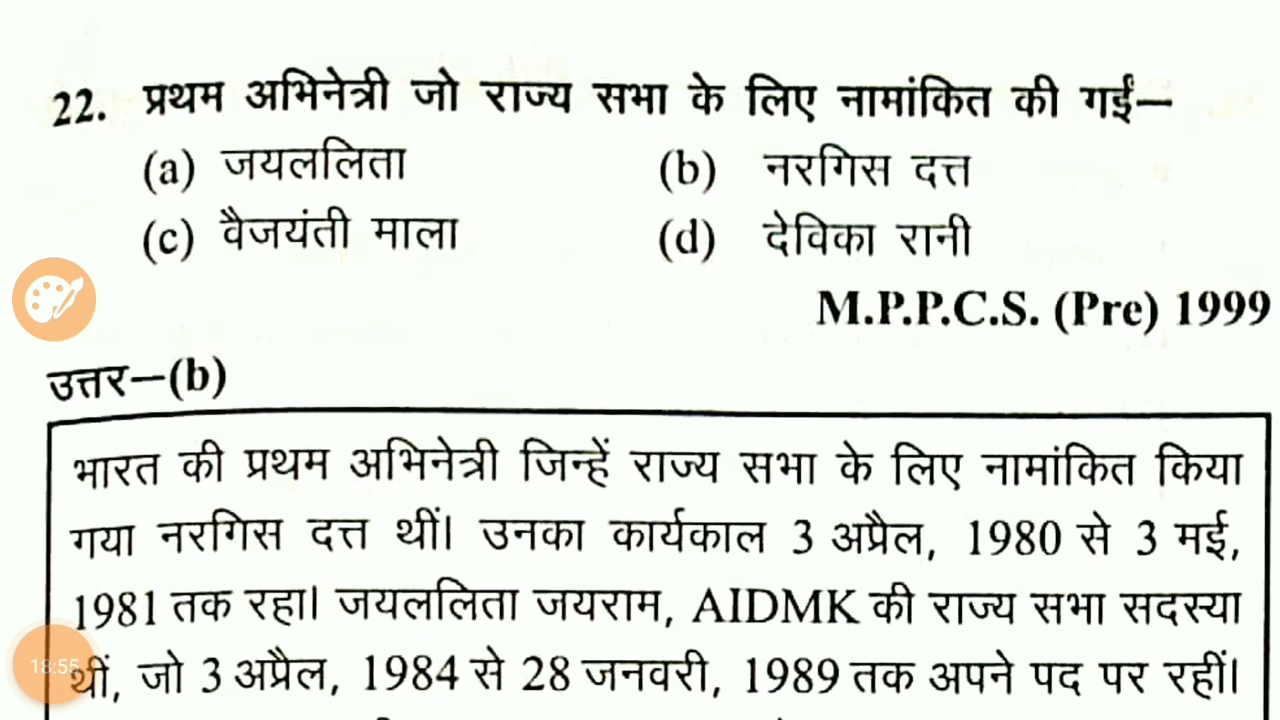 22. प्रथम अभिनेत्री जो राज्य सभा के लिए नामांकित की गईं—
(a) जयललिता (b) नरगिस दत्त
(c) वैजयंती माला (d) देविका रानी
M.P.P.C.S. (Pre) 1999
उत्तर—(b)
भारत की प्रथम अभिनेत्री जिन्हें राज्य सभा के लिए नामांकित किया
गया नरगिस दत्त थीं। उनका कार्यकाल 3 अप्रैल, 1980 से 3 मई,
1981 तक रहा। जयललिता जयराम, AIDMK की राज्य सभा सदस्या
18:55
थीं, जो 3 अप्रैल, 1984 से 28 जनवरी, 1989 तक अपने पद पर रहीं।